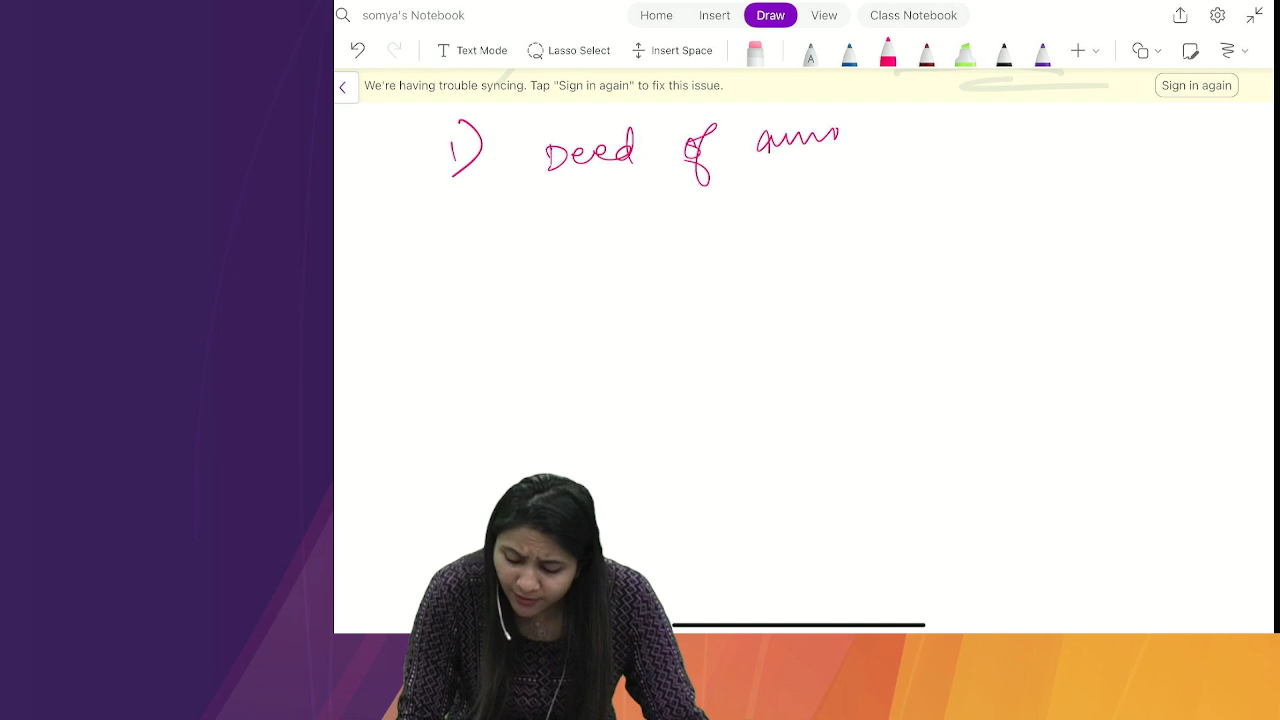 somya's Notebook Home Insert Draw View Class Notebook
Text Mode Lasso Select Insert Space A
We're having trouble syncing. Tap "Sign in again" to fix this issue. Sign in again
1) Deed of